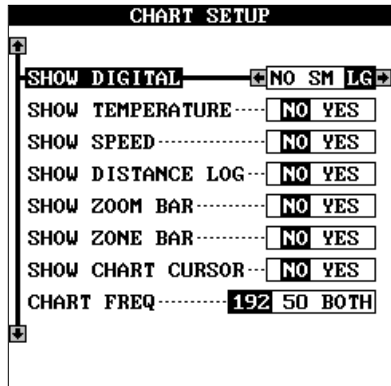 CHART SETUP
SHOW DIGITAL NO SM LG
SHOW TEMPERATURE NO YES
SHOW SPEED NO YES
SHOW DISTANCE LOG NO YES
SHOW ZOOM BAR NO YES
SHOW ZONE BAR NO YES
SHOW CHART CURSOR NO YES
CHART FREQ 192 50 BOTH